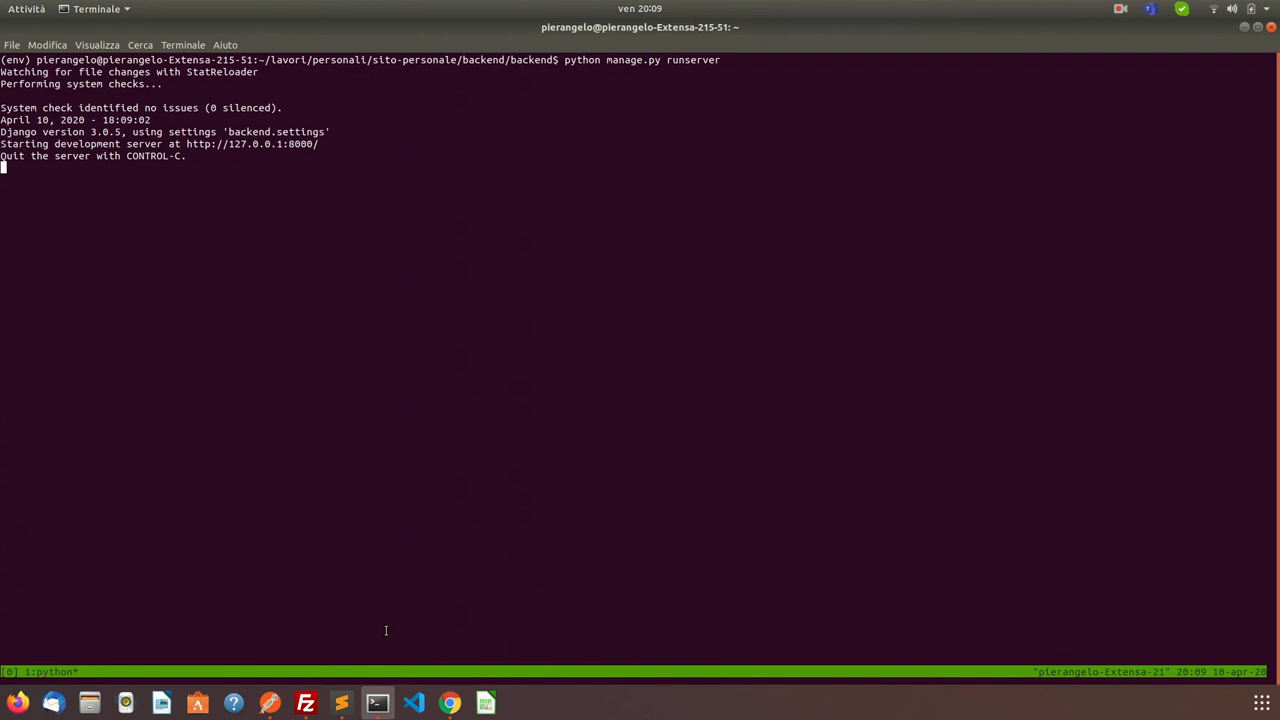 Attività Terminale ven 20:09
pierangelo@pierangelo-Extensa-215-51: ~
File Modifica Visualizza Cerca Terminale Aiuto
(env) pierangelo@pierangelo-Extensa-215-51:~/lavori/personali/sito-personale/backend/backend$ python manage.py runserver
Watching for file changes with StatReloader
Performing system checks...
System check identified no issues (0 silenced).
April 10, 2020 - 18:09:02
Django version 3.0.5, using settings 'backend.settings'
Starting development server at http://127.0.0.1:8000/
Quit the server with CONTROL-C.
[0] 1:python* "pierangelo-Extensa-21" 20:09 10-apr-20